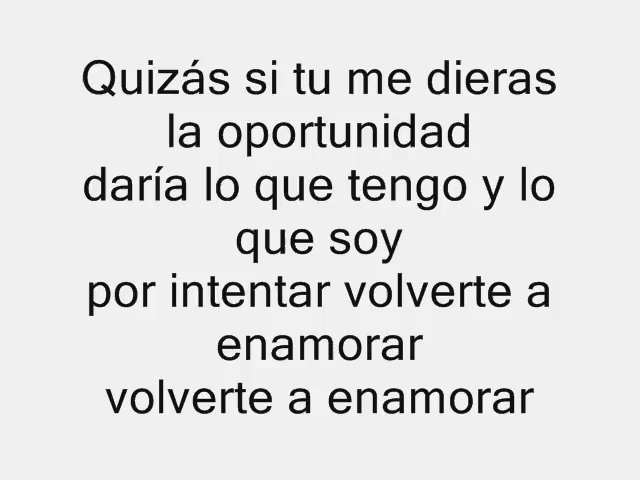 Quizás si tu me dieras
la oportunidad
daría lo que tengo y lo
que soy
por intentar volverte a
enamorar
volverte a enamorar